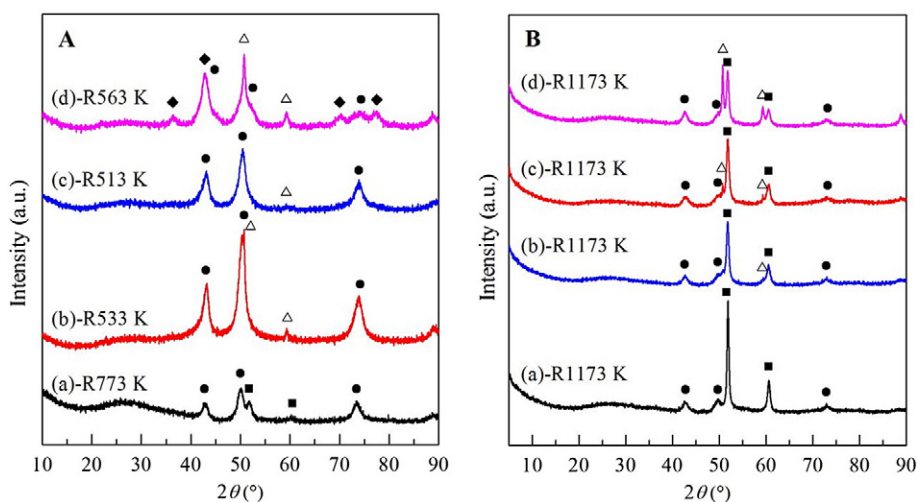 A
(d)-R563 K
(c)-R513 K
(b)-R533 K
(a)-R773 K
Intensity (a.u.)
10 20 30 40 50 60 70 80 90
2θ (°)
B
(d)-R1173 K
(c)-R1173 K
(b)-R1173 K
(a)-R1173 K
Intensity (a.u.)
10 20 30 40 50 60 70 80 90
2θ (°)